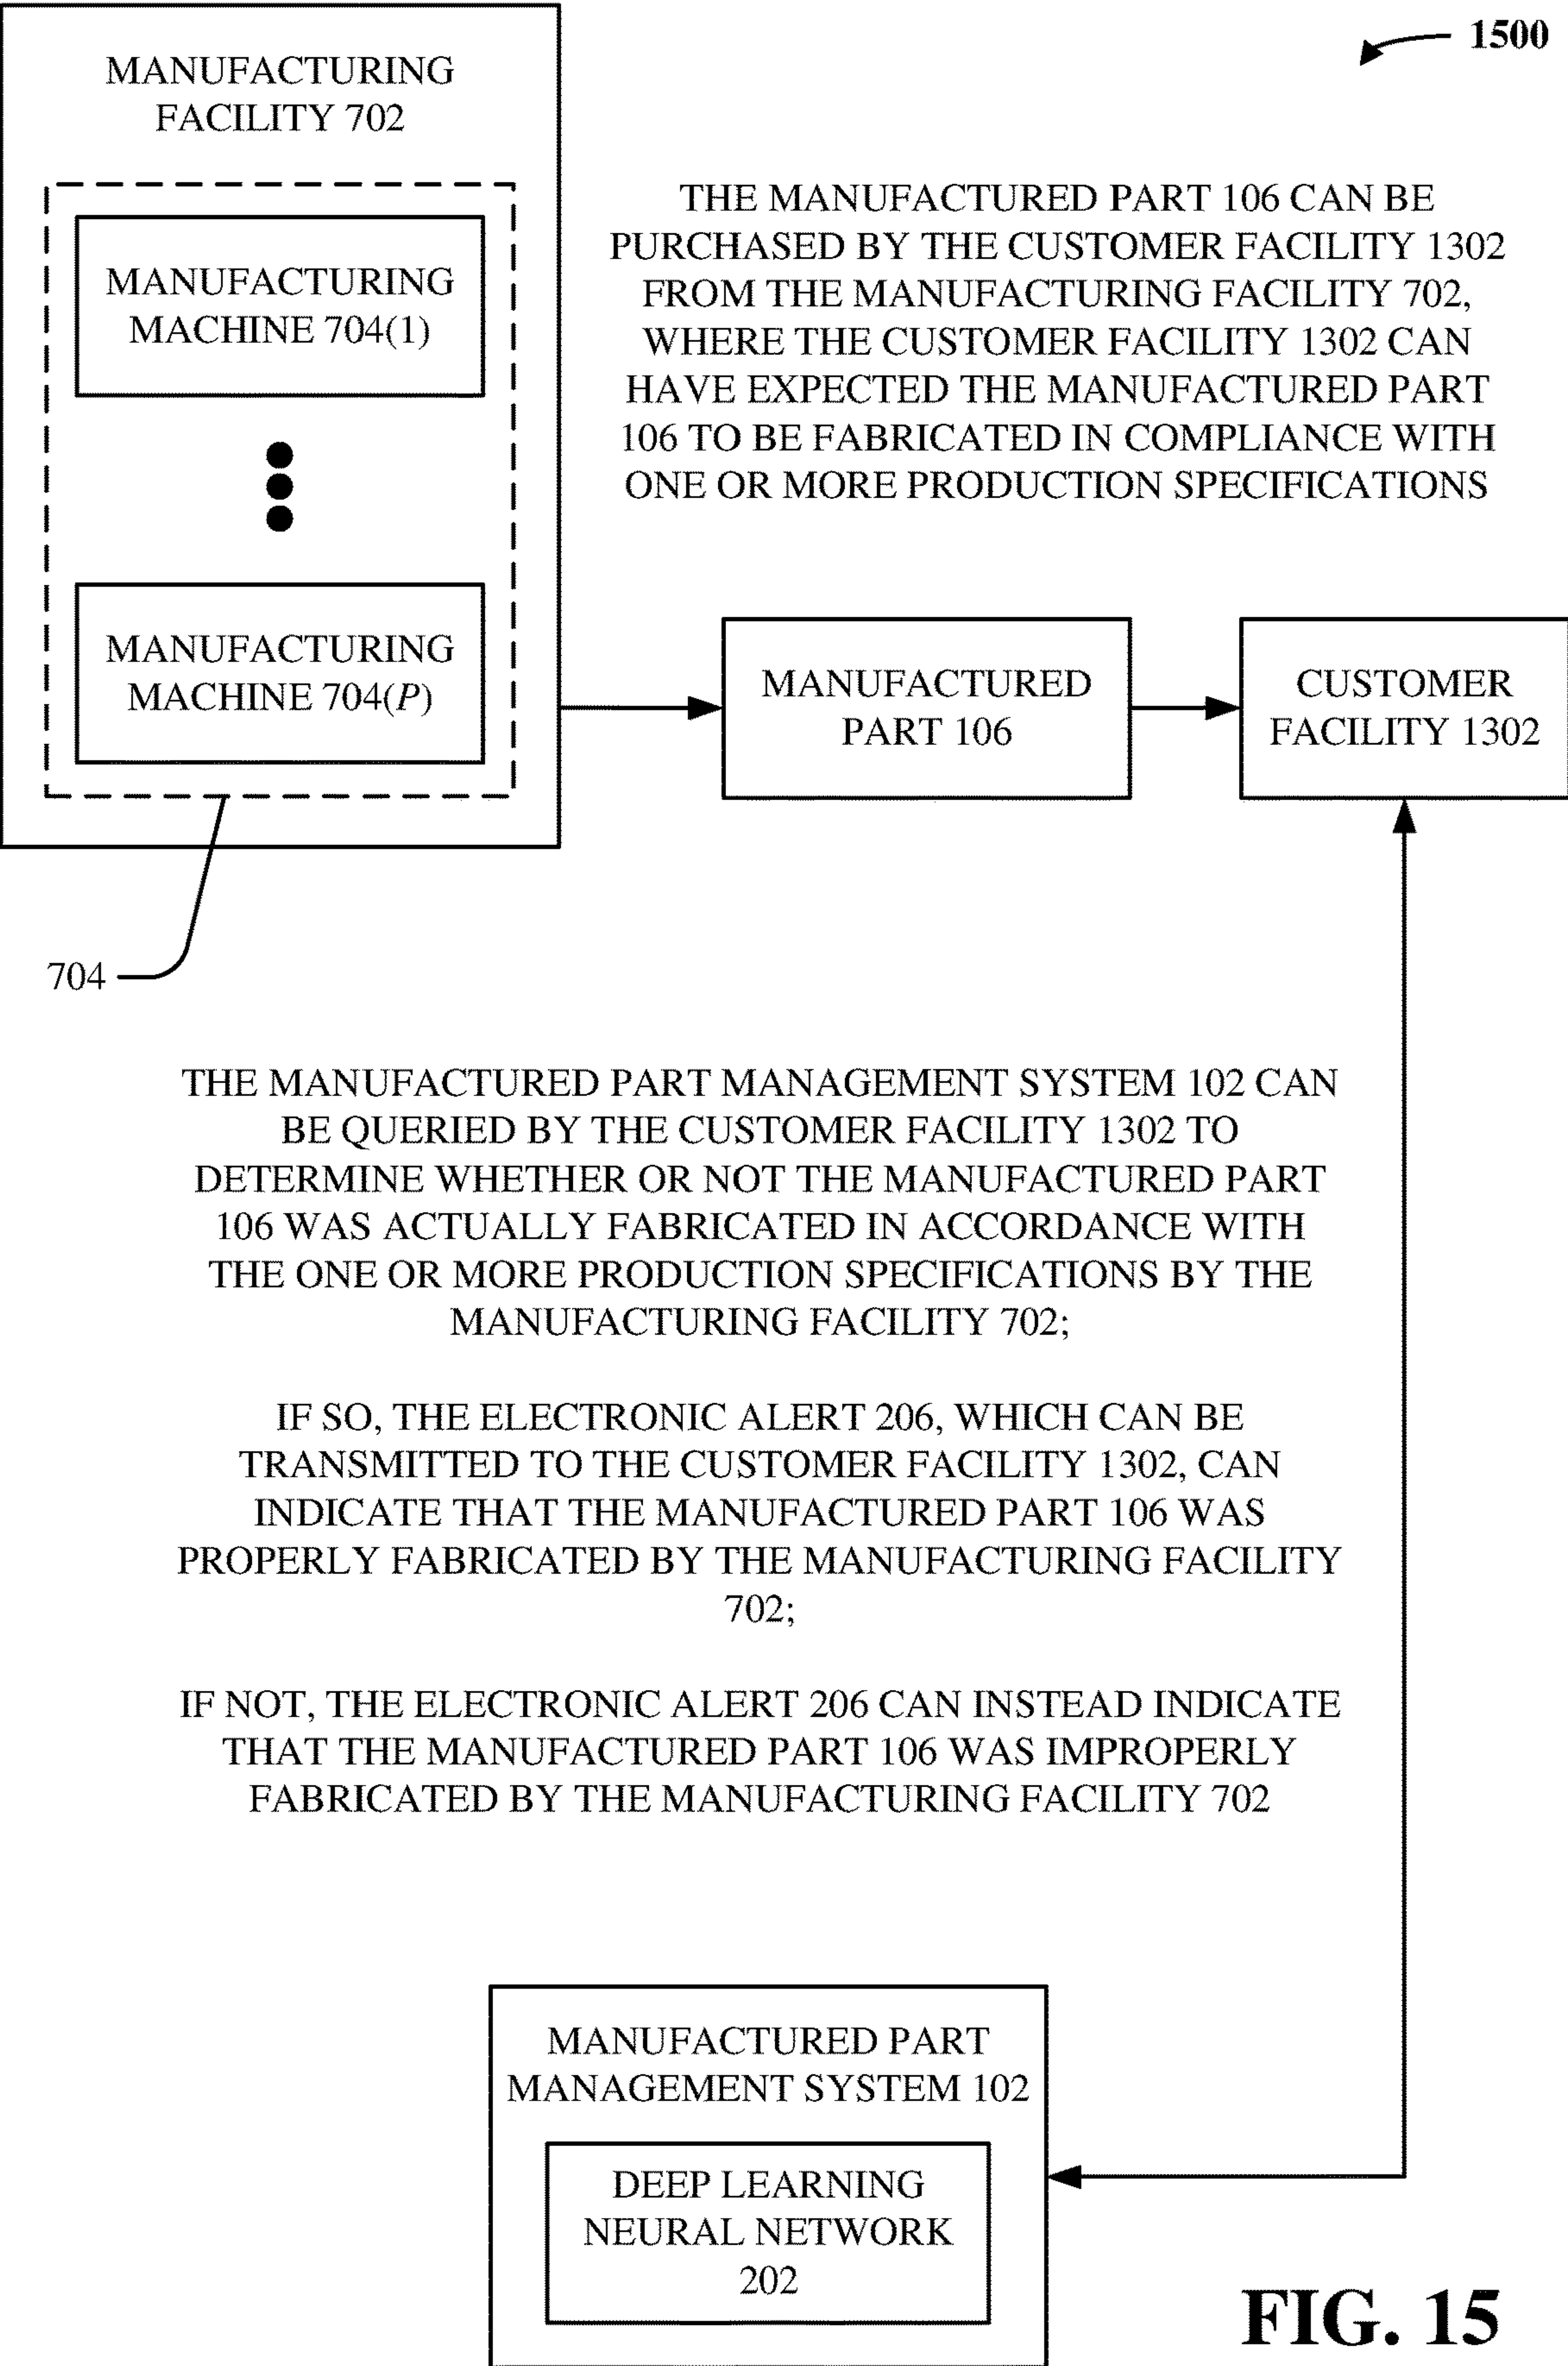 1500
MANUFACTURING
FACILITY 702
MANUFACTURING
MACHINE 704(1)
MANUFACTURING
MACHINE 704(P)
704
THE MANUFACTURED PART 106 CAN BE
PURCHASED BY THE CUSTOMER FACILITY 1302
FROM THE MANUFACTURING FACILITY 702,
WHERE THE CUSTOMER FACILITY 1302 CAN
HAVE EXPECTED THE MANUFACTURED PART
106 TO BE FABRICATED IN COMPLIANCE WITH
ONE OR MORE PRODUCTION SPECIFICATIONS
MANUFACTURED
PART 106
CUSTOMER
FACILITY 1302
THE MANUFACTURED PART MANAGEMENT SYSTEM 102 CAN
BE QUERIED BY THE CUSTOMER FACILITY 1302 TO
DETERMINE WHETHER OR NOT THE MANUFACTURED PART
106 WAS ACTUALLY FABRICATED IN ACCORDANCE WITH
THE ONE OR MORE PRODUCTION SPECIFICATIONS BY THE
MANUFACTURING FACILITY 702;
IF SO, THE ELECTRONIC ALERT 206, WHICH CAN BE
TRANSMITTED TO THE CUSTOMER FACILITY 1302, CAN
INDICATE THAT THE MANUFACTURED PART 106 WAS
PROPERLY FABRICATED BY THE MANUFACTURING FACILITY
702;
IF NOT, THE ELECTRONIC ALERT 206 CAN INSTEAD INDICATE
THAT THE MANUFACTURED PART 106 WAS IMPROPERLY
FABRICATED BY THE MANUFACTURING FACILITY 702
MANUFACTURED PART
MANAGEMENT SYSTEM 102
DEEP LEARNING
NEURAL NETWORK
202
FIG. 15